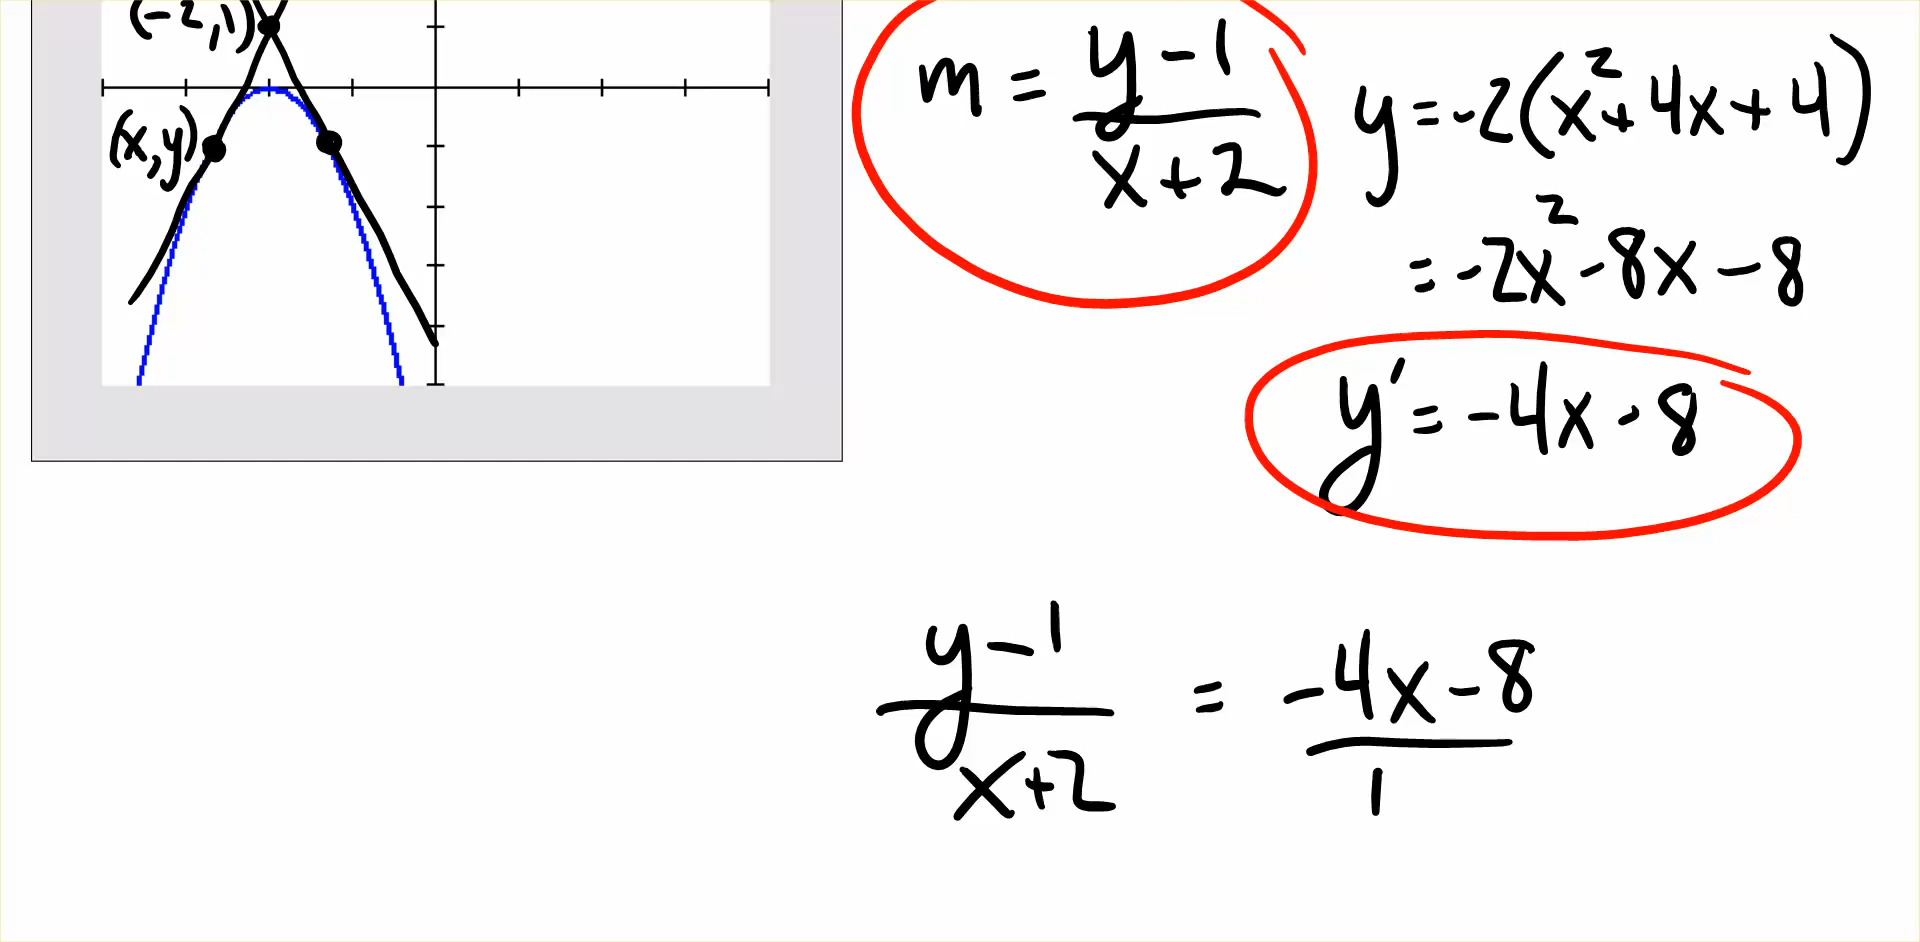 (-2,1)
(x,y)
m = (y-1)/(x+2)
y = -2(x²+4x+4)
= -2x²-8x-8
y' = -4x-8
(y-1)/(x+2) = (-4x-8)/1